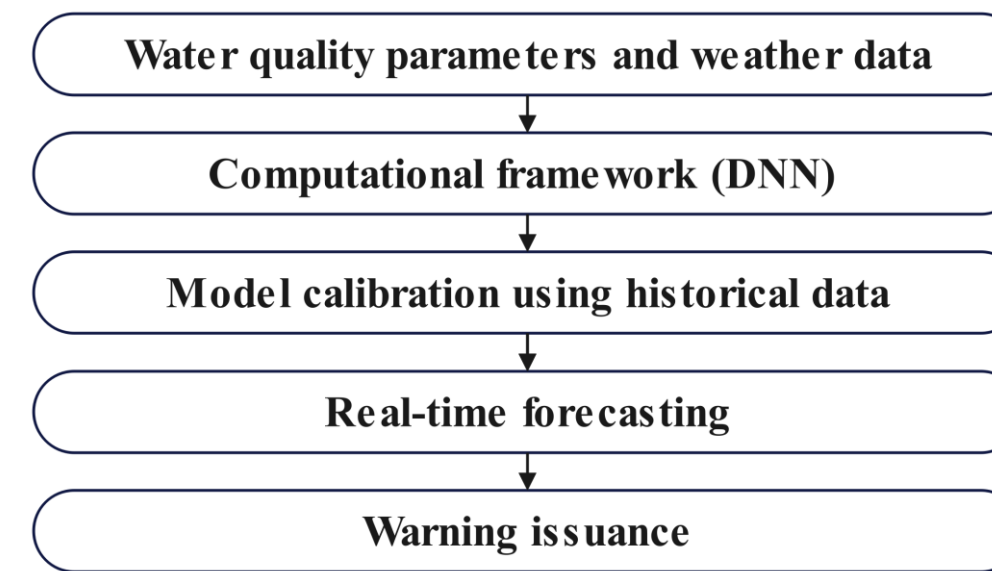 Water quality parameters and weather data
Computational framework (DNN)
Model calibration using historical data
Real-time forecasting
Warning issuance